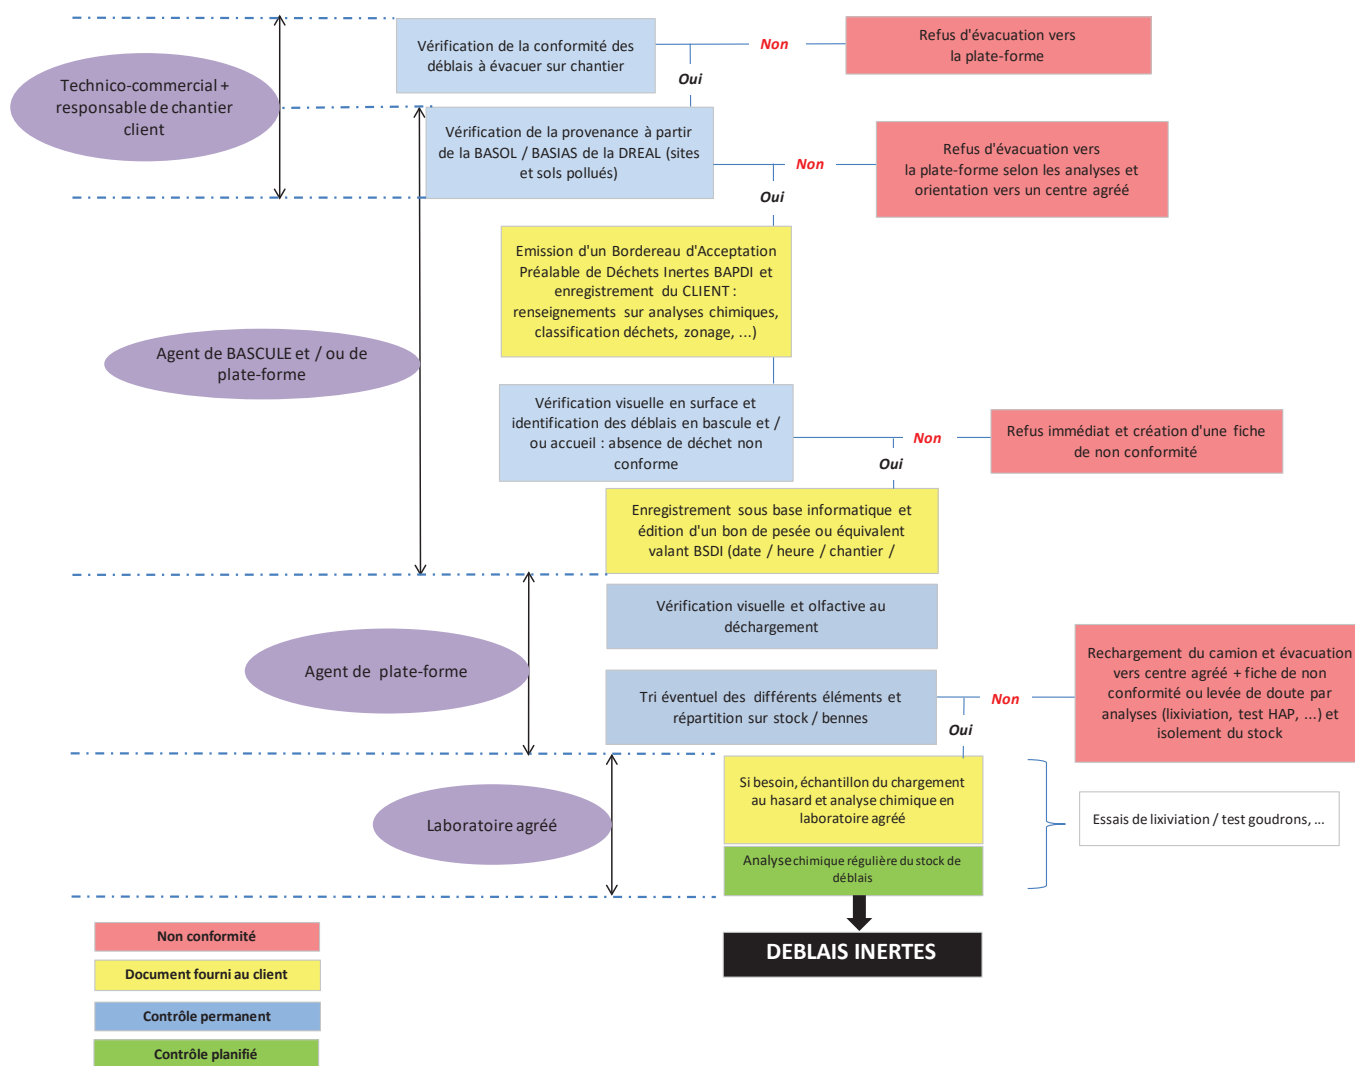 Vérification de la conformité des
déblais à évacuer sur chantier
Non
Refus d'évacuation vers
la plate-forme
Oui
Technico-commercial +
responsable de chantier
client
Vérification de la provenance à partir
de la BASOL / BASIAS de la DREAL (sites
et sols pollués)
Non
Refus d'évacuation vers
la plate-forme selon les analyses et
orientation vers un centre agréé
Oui
Emission d'un Bordereau d'Acceptation
Préalable de Déchets Inertes BAPDI et
enregistrement du CLIENT :
renseignements sur analyses chimiques,
classification déchets, zonage, ...)
Agent de BASCULE et / ou de
plate-forme
Vérification visuelle en surface et
identification des déblais en bascule et /
ou accueil : absence de déchet non
conforme
Non
Refus immédiat et création d'une fiche
de non conformité
Oui
Enregistrement sous base informatique et
édition d'un bon de pesée ou équivalent
valant BSDI (date / heure / chantier /
Vérification visuelle et olfactive au
déchargement
Agent de plate-forme
Tri éventuel des différents éléments et
répartition sur stock / bennes
Non
Rechargement du camion et évacuation
vers centre agréé + fiche de non
conformité ou levée de doute par
analyses (lixiviation, test HAP, ...) et
isolement du stock
Oui
Laboratoire agréé
Si besoin, échantillon du chargement
au hasard et analyse chimique en
laboratoire agréé
Essais de lixiviation / test goudrons, ...
Analyse chimique régulière du stock de
déblais
DEBLAIS INERTES
Non conformité
Document fourni au client
Contrôle permanent
Contrôle planifié